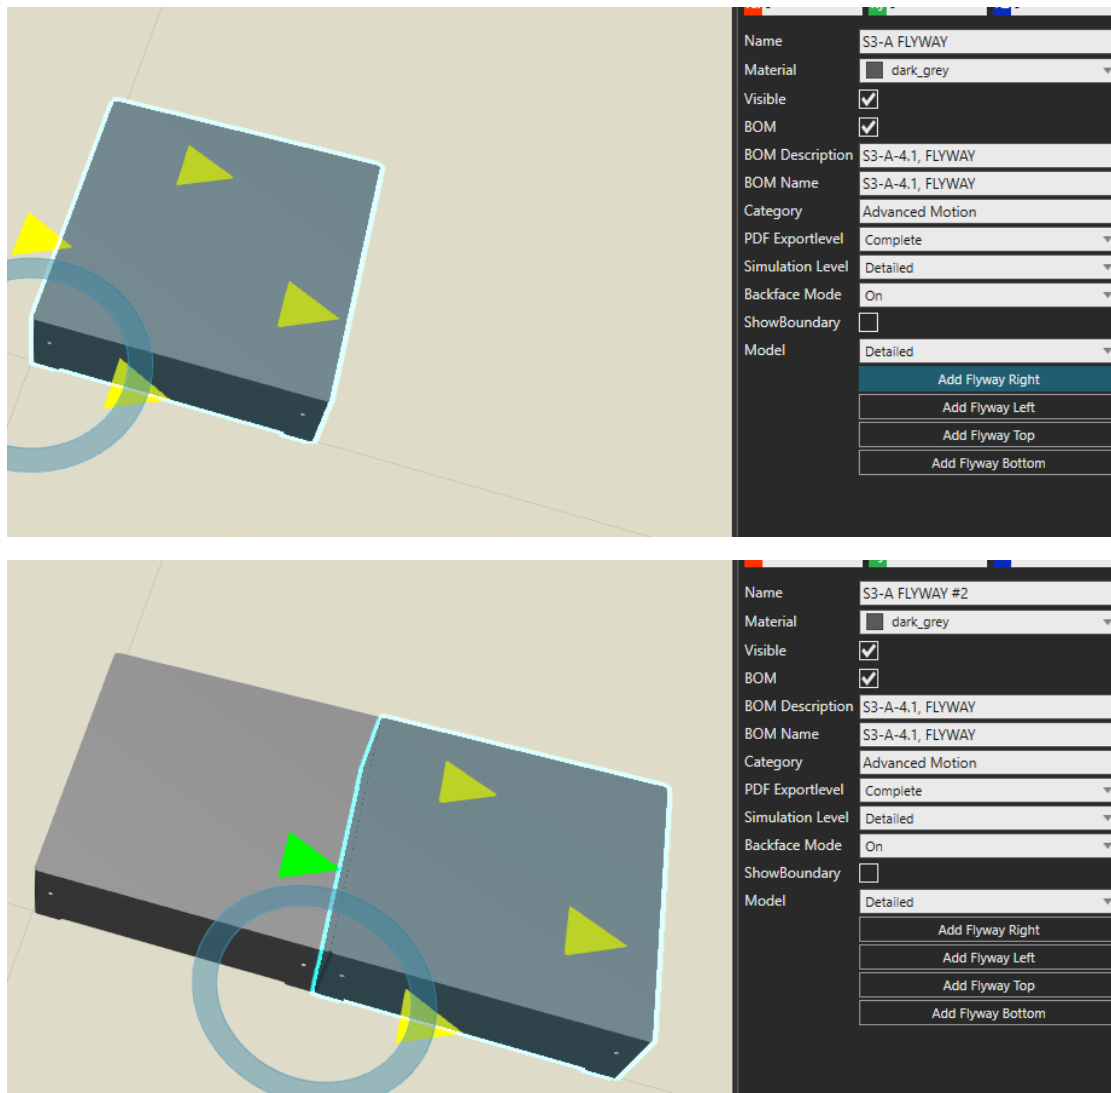 Name S3-A FLYWAY
Material dark_grey
Visible
BOM
BOM Description S3-A-4.1, FLYWAY
BOM Name S3-A-4.1, FLYWAY
Category Advanced Motion
PDF Exportlevel Complete
Simulation Level Detailed
Backface Mode On
ShowBoundary
Model Detailed
Add Flyway Right
Add Flyway Left
Add Flyway Top
Add Flyway Bottom
Name S3-A FLYWAY #2
Material dark_grey
Visible
BOM
BOM Description S3-A-4.1, FLYWAY
BOM Name S3-A-4.1, FLYWAY
Category Advanced Motion
PDF Exportlevel Complete
Simulation Level Detailed
Backface Mode On
ShowBoundary
Model Detailed
Add Flyway Right
Add Flyway Left
Add Flyway Top
Add Flyway Bottom